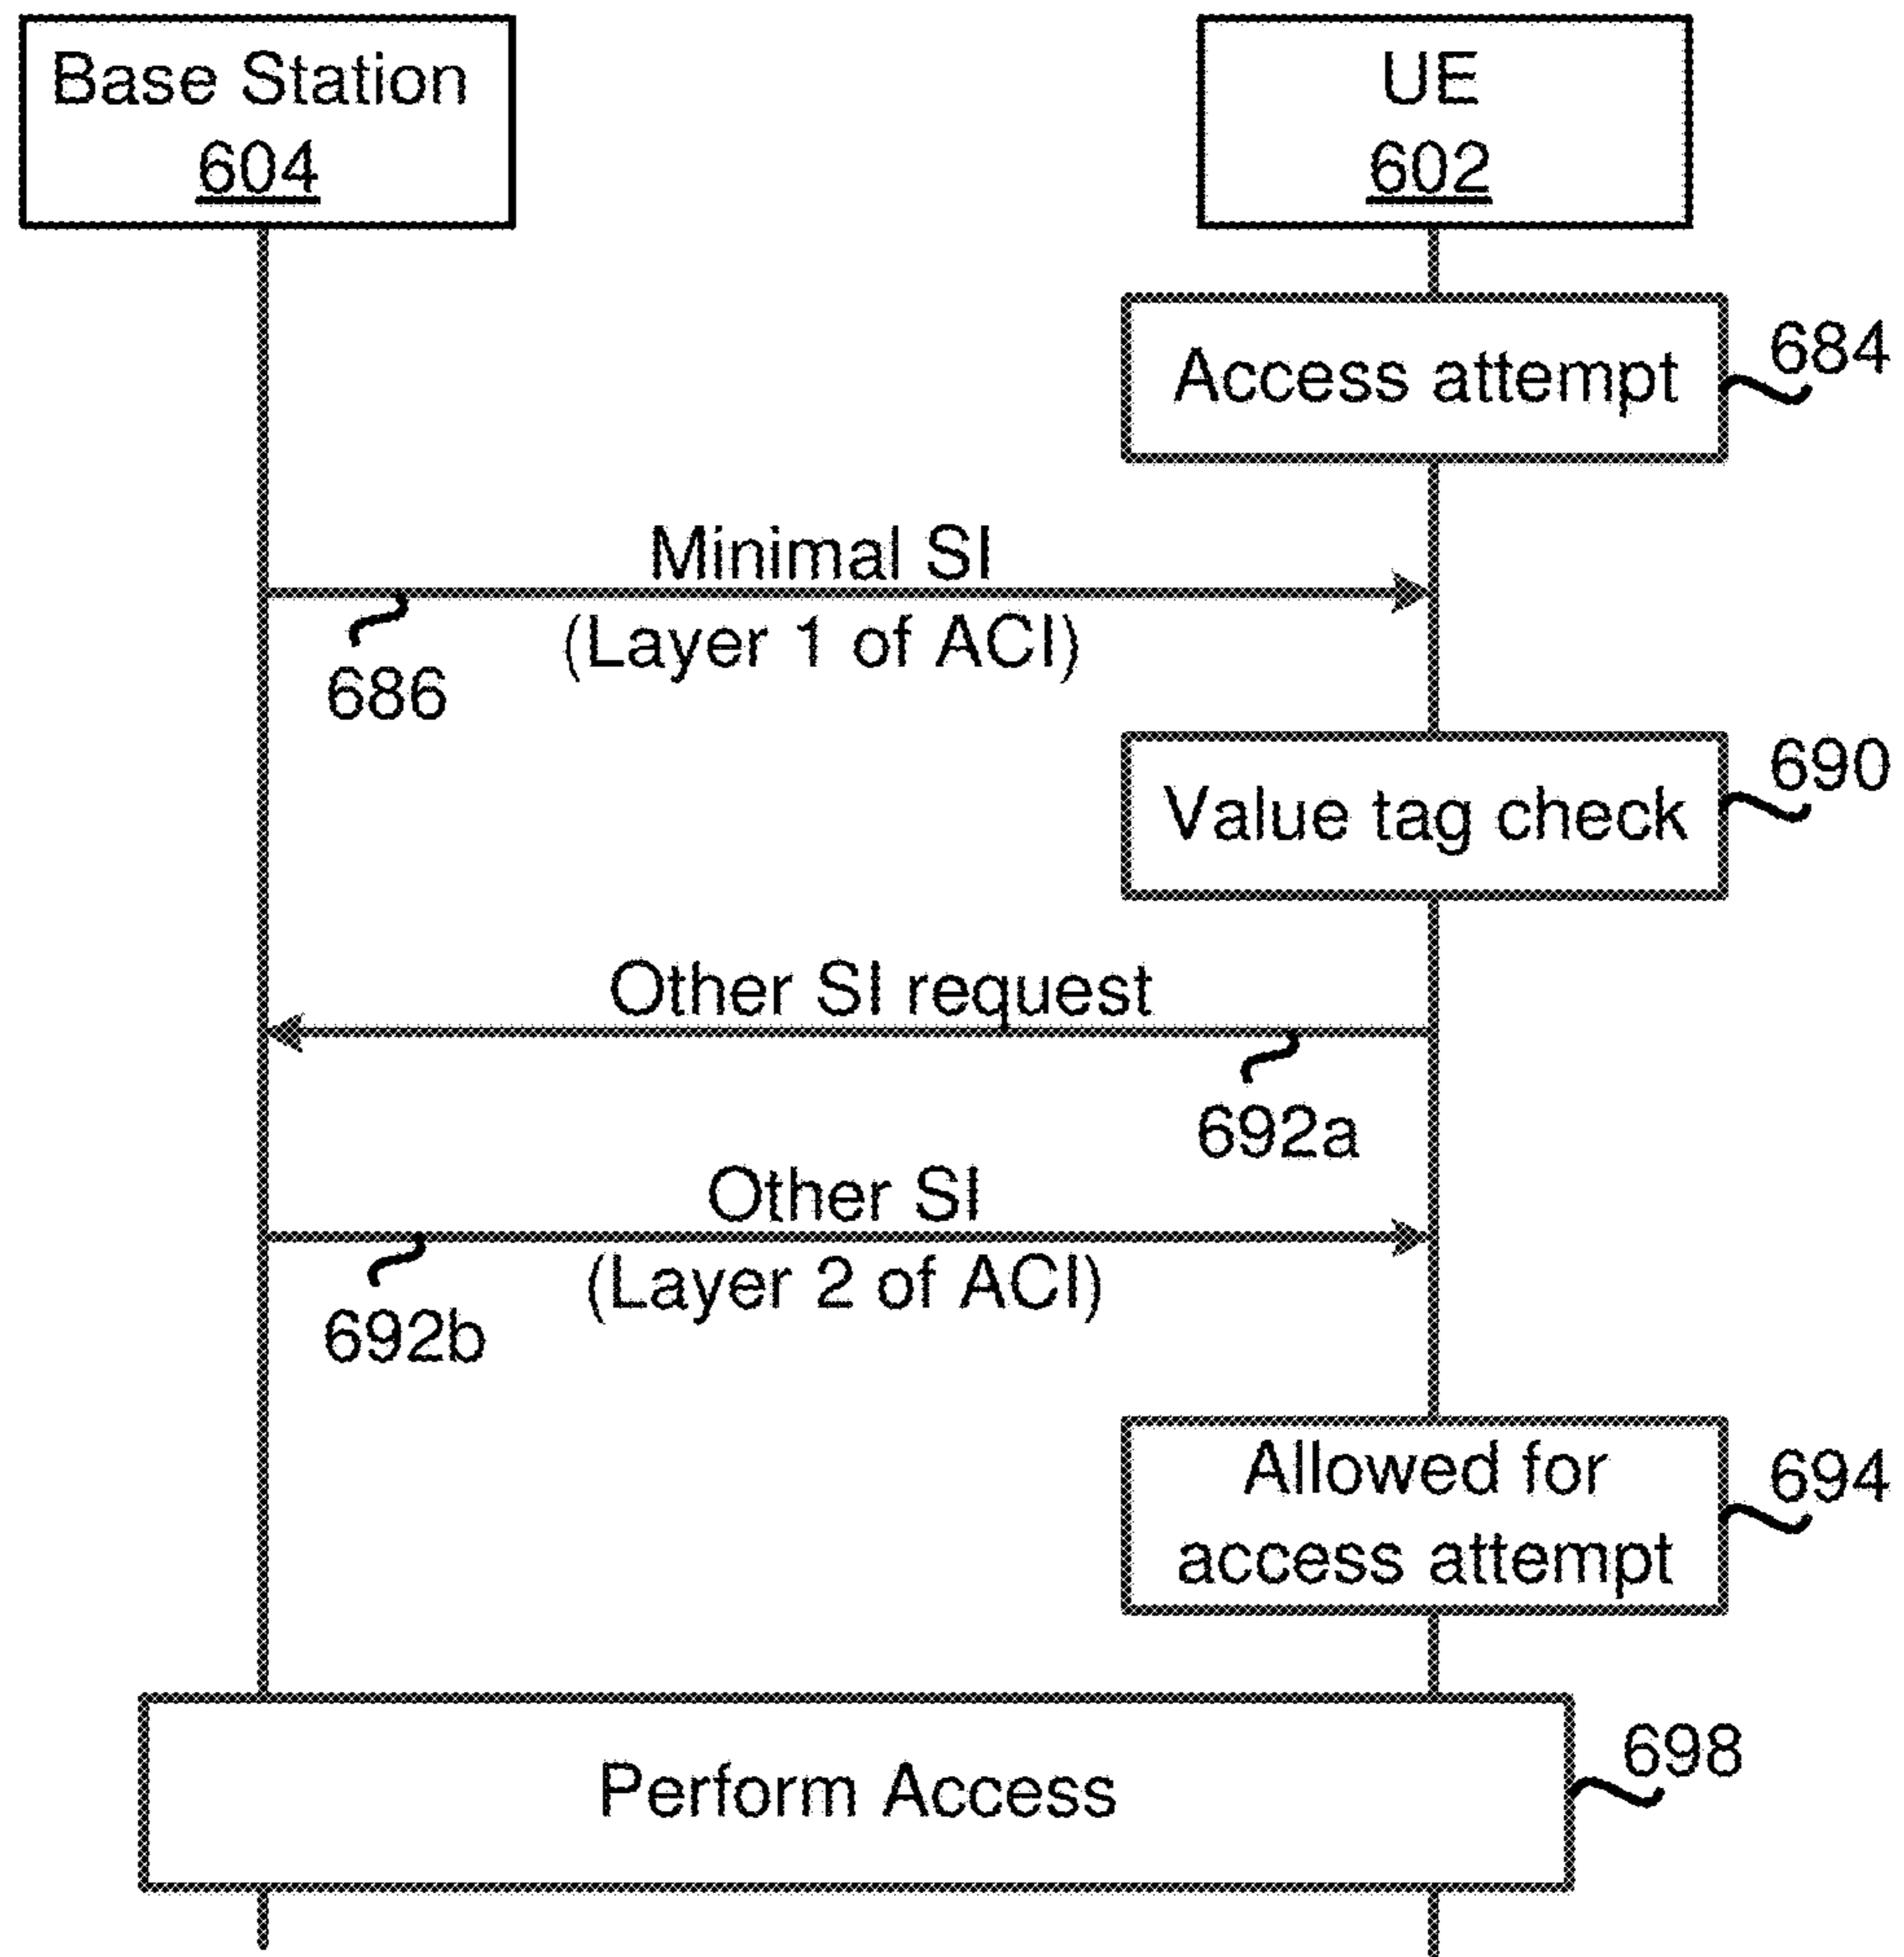 Base Station
604
UE
602
Access attempt
684
Minimal SI
(Layer 1 of ACI)
686
Value tag check
690
Other SI request
692a
Other SI
(Layer 2 of ACI)
692b
Allowed for
access attempt
694
Perform Access
698